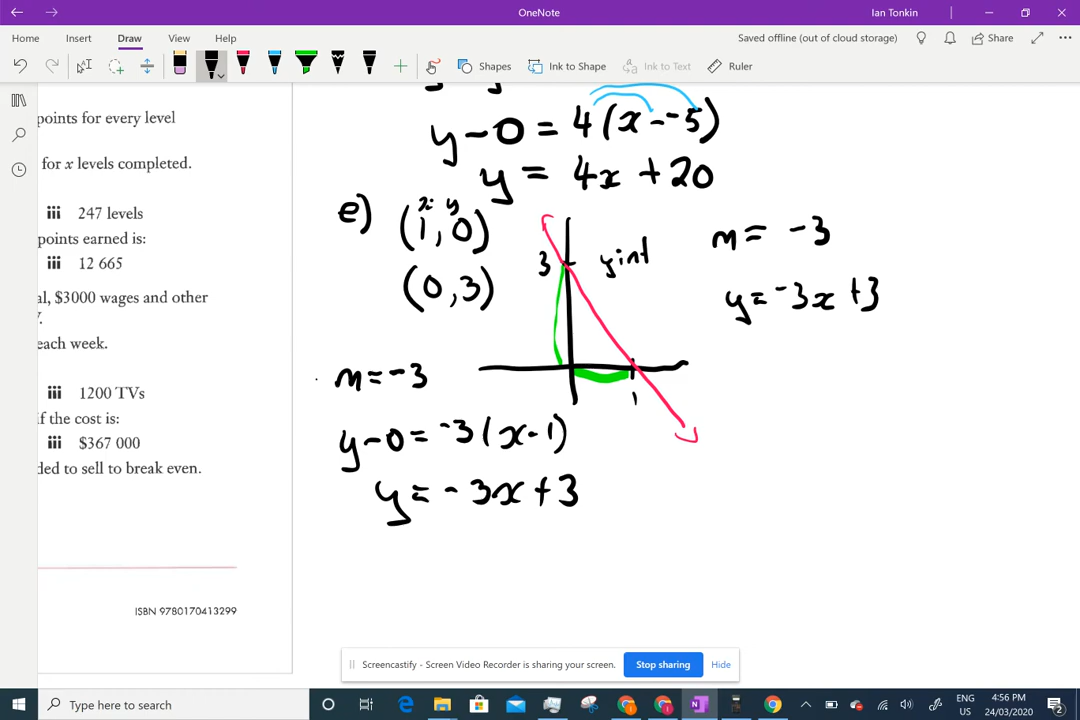 OneNote
Ian Tonkin
Home Insert Draw View Help
Saved offline (out of cloud storage)
Share
Shapes
Ink to Shape
Ink to Text
Ruler
points for every level
for x levels completed.
iii 247 levels
points earned is:
iii 12 665
al, $3000 wages and other
each week.
iii 1200 TVs
if the cost is:
iii $367 000
ded to sell to break even.
ISBN 9780170413299
y-0 = 4(x--5)
y = 4x+20
e) x y
(1,0)
(0,3)
3 y int
1
m = -3
y = -3x+3
m = -3
y-0 = -3(x-1)
y = -3x+3
Screencastify - Screen Video Recorder is sharing your screen.
Stop sharing
Hide
Type here to search
ENG
US
4:56 PM
24/03/2020
2